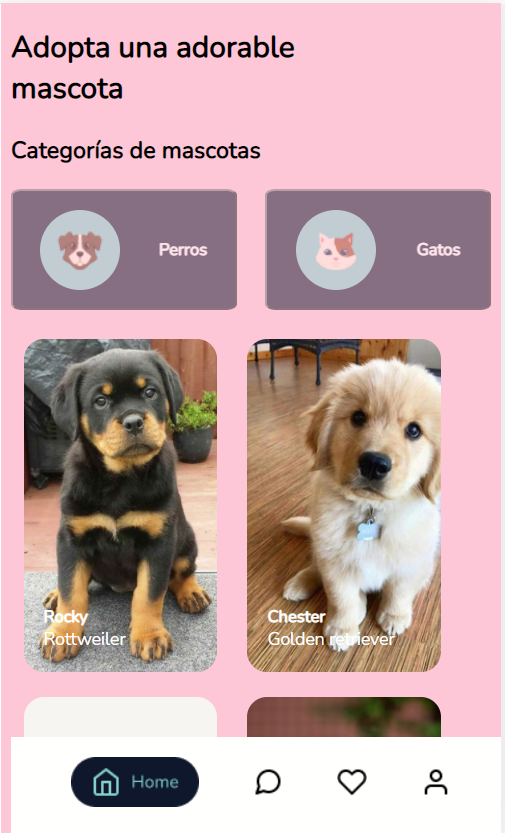 Adopta una adorable
mascota
Categorías de mascotas
Perros
Gatos
Rocky
Rottweiler
Chester
Golden retriever
Home